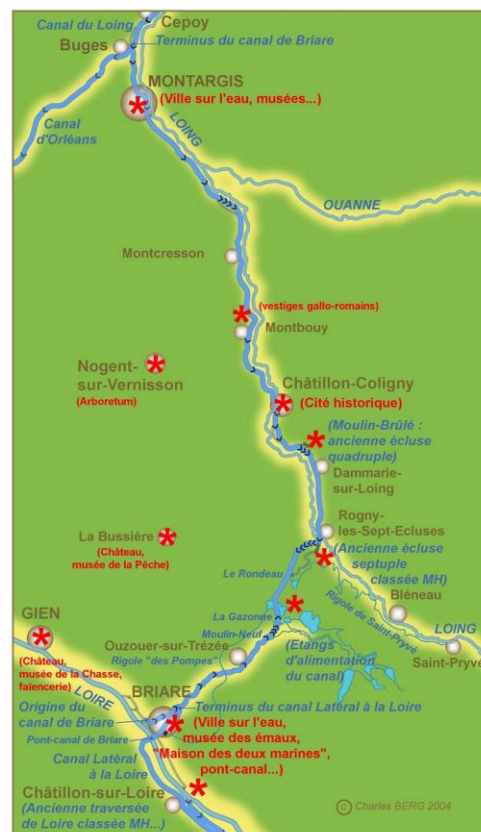 Canal du Loing
Cepoy
Buges
Terminus du canal de Briare
MONTARGIS
(Ville sur l'eau, musées...)
Canal
d'Orléans
LOING
OUANNE
Montcresson
(vestiges gallo-romains)
Montbouy
Nogent-
sur-Vernisson
(Arboretum)
Châtillon-Coligny
(Cité historique)
(Moulin-Brûlé :
ancienne écluse
quadruple)
Dammarie-
sur-Loing
La Bussière
(Château,
musée de la Pêche)
Rogny-
les-Sept-Ecluses
(Ancienne écluse
septuple
classée MH)
Le Rondeau
Bléneau
Rigole de Saint-Pryvé
LOING
Saint-Pryvé
La Gazonne
Moulin-Neuf
GIEN
(Château,
musée de la Chasse,
faïencerie)
Ouzouer-sur-Trézée
Rigole "des Pompes"
(Etangs
d'alimentation
du canal)
LOIRE
BRIARE
Terminus du canal Latéral à la Loire
Origine du
canal de Briare
Pont-canal de Briare
(Ville sur l'eau,
musée des émaux,
"Maison des deux marines",
pont-canal...)
Canal Latéral
à la Loire
Châtillon-sur-Loire
(Ancienne traversée
de Loire classée MH...)
© Charles BERG 2004